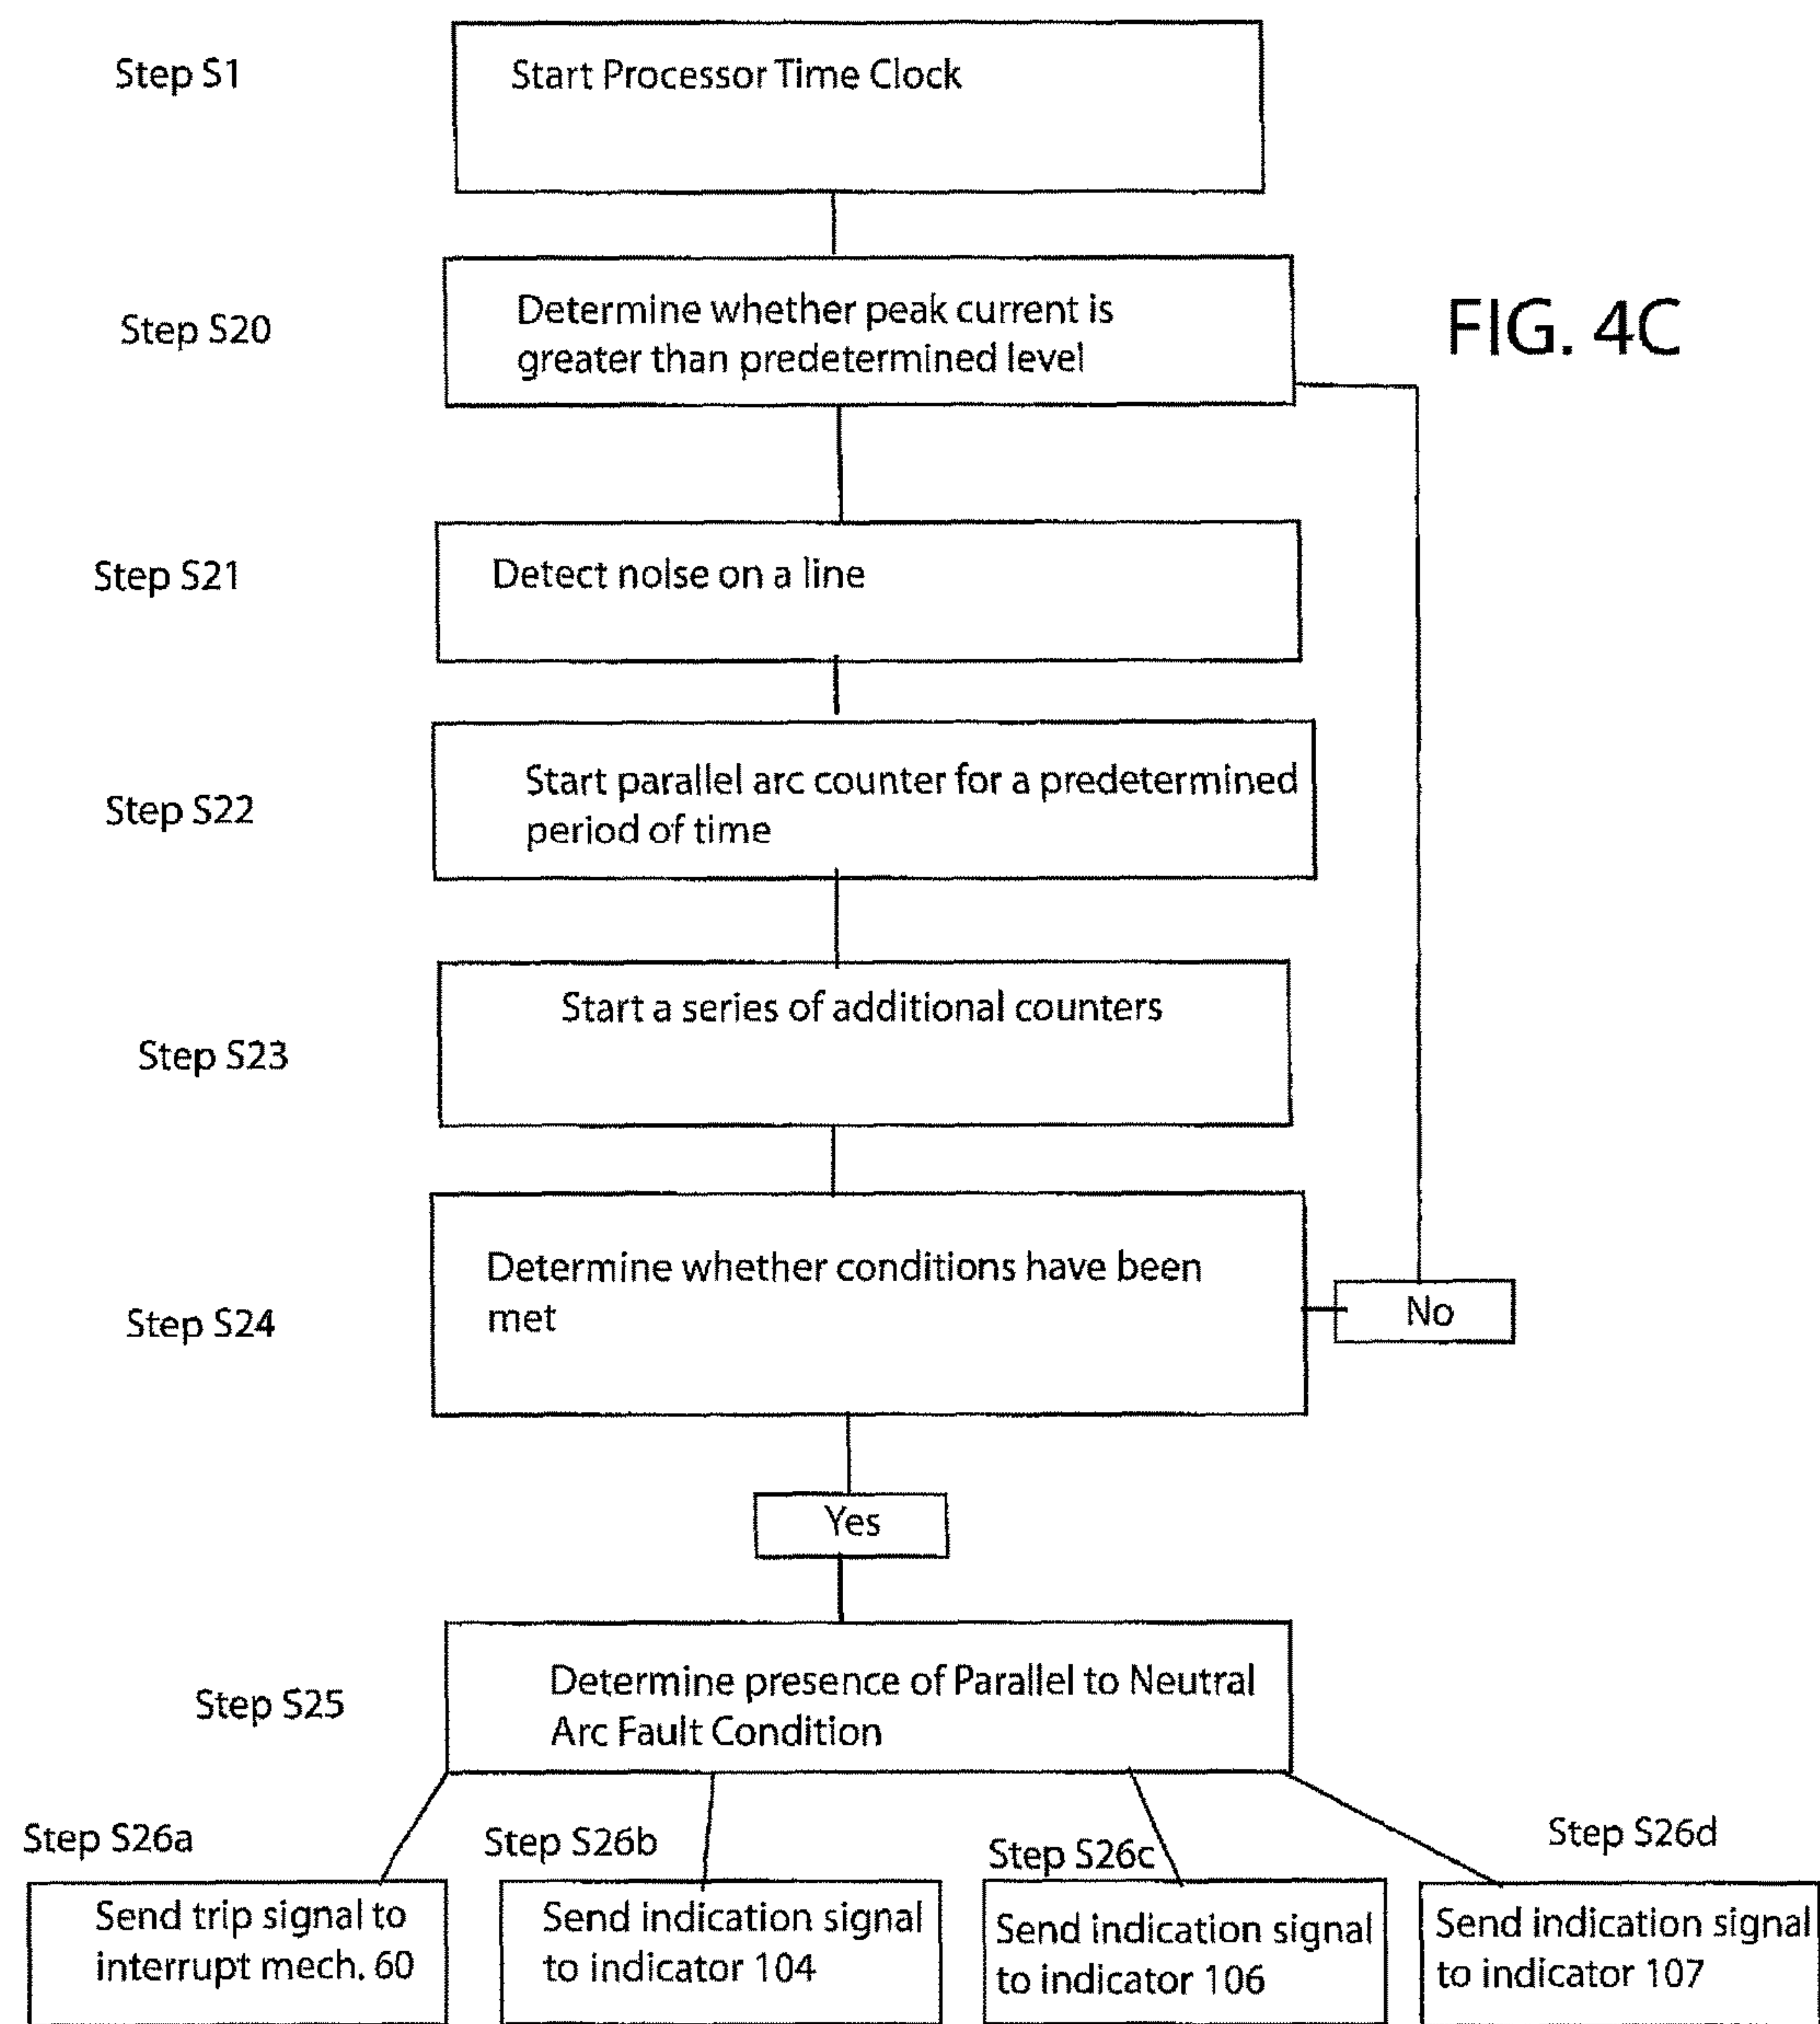 Step S1
Start Processor Time Clock
Step S20
Determine whether peak current is
greater than predetermined level
FIG. 4C
Step S21
Detect noise on a line
Step S22
Start parallel arc counter for a predetermined
period of time
Step S23
Start a series of additional counters
Step S24
Determine whether conditions have been
met
No
Yes
Step S25
Determine presence of Parallel to Neutral
Arc Fault Condition
Step S26a
Send trip signal to
interrupt mech. 60
Step S26b
Send indication signal
to indicator 104
Step S26c
Send indication signal
to indicator 106
Step S26d
Send indication signal
to indicator 107